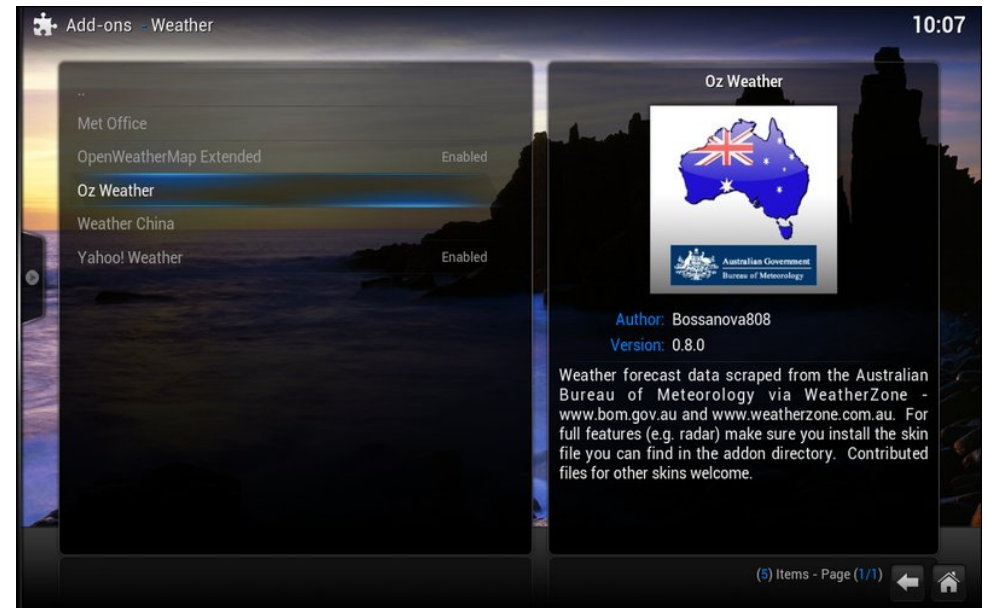 Add-ons - Weather
10:07
..
Met Office
OpenWeatherMap Extended Enabled
Oz Weather
Weather China
Yahoo! Weather Enabled
Oz Weather
Australian Government
Bureau of Meteorology
Author: Bossanova808
Version: 0.8.0
Weather forecast data scraped from the Australian
Bureau of Meteorology via WeatherZone -
www.bom.gov.au and www.weatherzone.com.au. For
full features (e.g. radar) make sure you install the skin
file you can find in the addon directory. Contributed
files for other skins welcome.
(5) Items - Page (1/1)